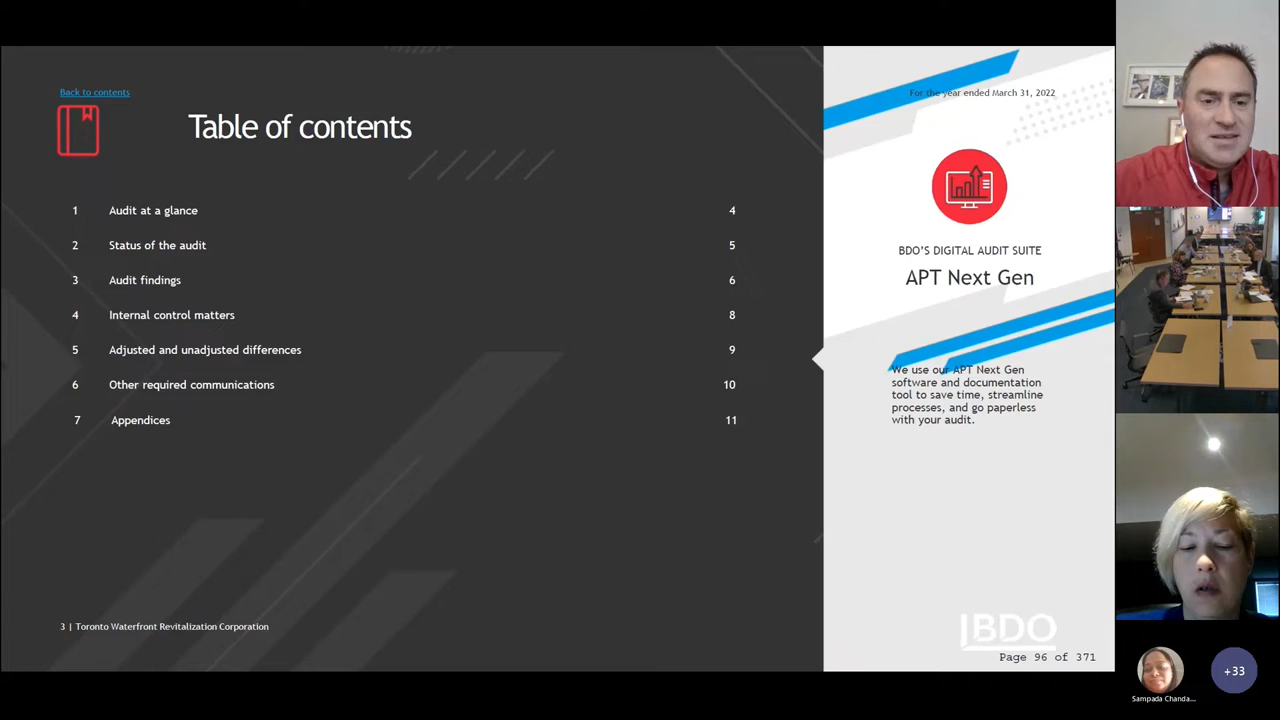 Back to contents
Table of contents
1 Audit at a glance 4
2 Status of the audit 5
3 Audit findings 6
4 Internal control matters 8
5 Adjusted and unadjusted differences 9
6 Other required communications 10
7 Appendices 11
3 | Toronto Waterfront Revitalization Corporation
For the year ended March 31, 2022
BDO'S DIGITAL AUDIT SUITE
APT Next Gen
We use our APT Next Gen
software and documentation
tool to save time, streamline
processes, and go paperless
with your audit.
BDO
Page 96 of 371
+33
Sampada Chanda...